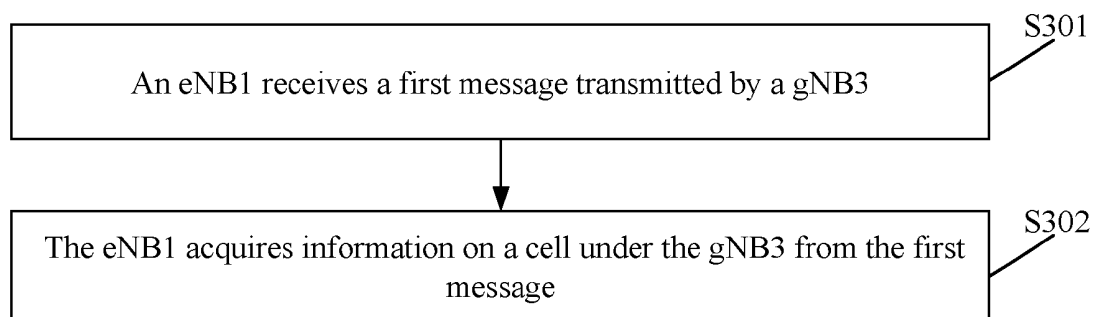 S301
An eNB1 receives a first message transmitted by a gNB3
S302
The eNB1 acquires information on a cell under the gNB3 from the first
message